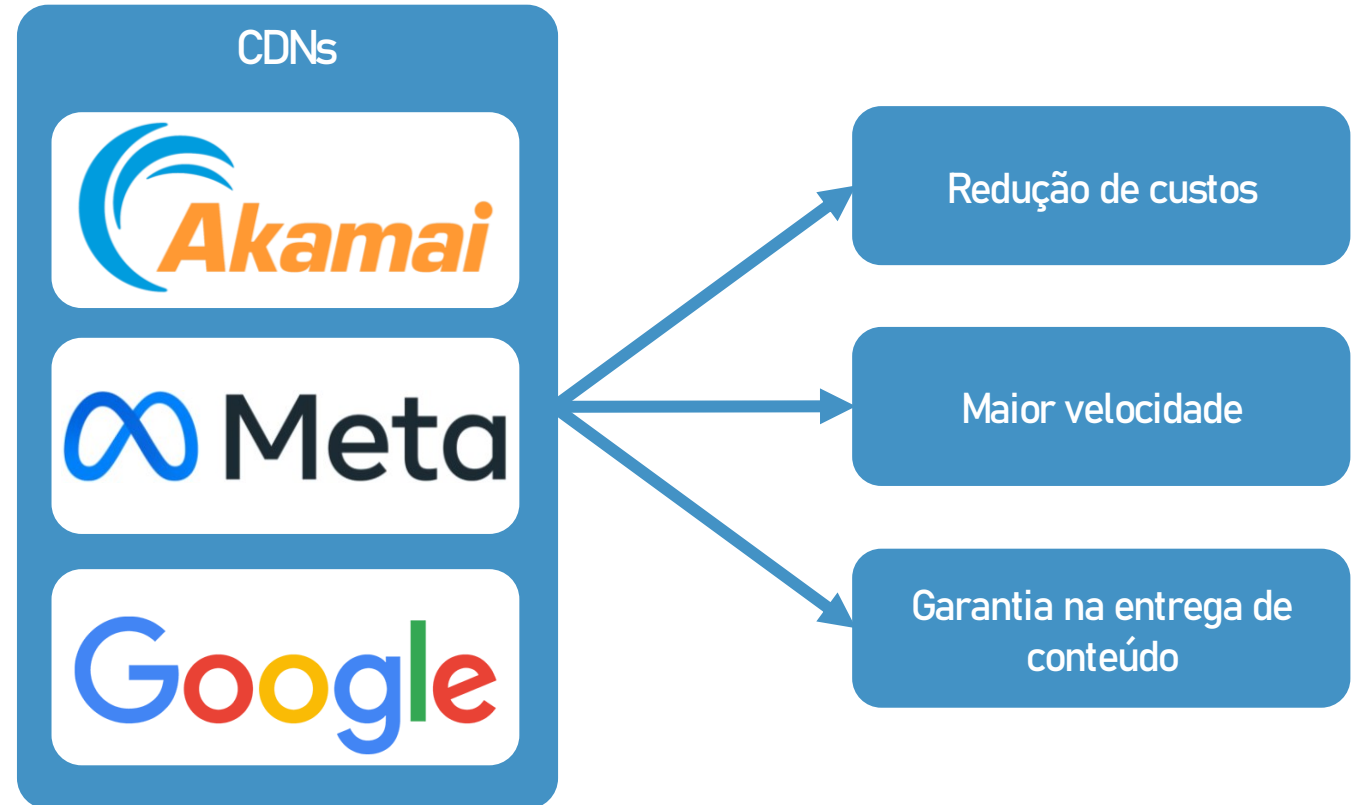 CDNs
Akamai
Meta
Google
Redução de custos
Maior velocidade
Garantia na entrega de
conteúdo